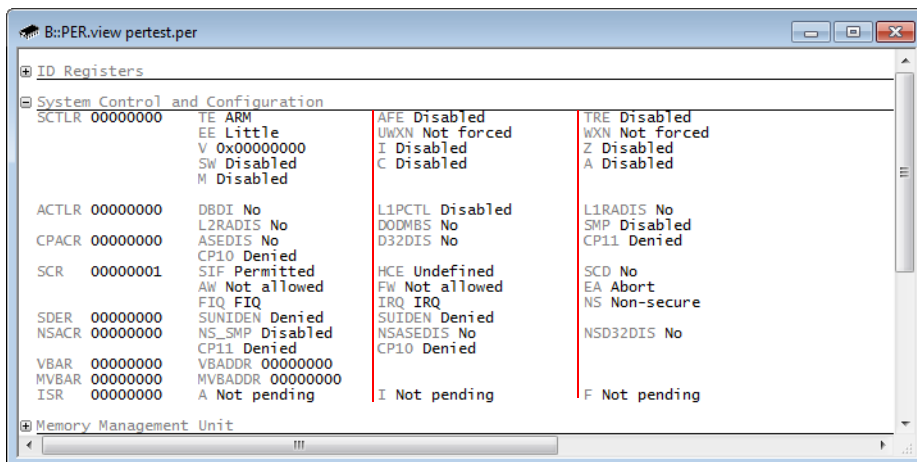 B::PER.view pertest.per
ID Registers
System Control and Configuration
SCTLR 00000000 TE ARM AFE Disabled TRE Disabled
EE Little UWXN Not forced WXN Not forced
V 0x00000000 I Disabled Z Disabled
SW Disabled C Disabled A Disabled
M Disabled
ACTLR 00000000 DBDI No L1PCTL Disabled L1RADIS No
L2RADIS No DODMBS No SMP Disabled
CPACR 00000000 ASEDIS No D32DIS No CP11 Denied
CP10 Denied
SCR 00000001 SIF Permitted HCE Undefined SCD No
AW Not allowed FW Not allowed EA Abort
FIQ FIQ IRQ IRQ NS Non-secure
SDER 00000000 SUNIDEN Denied SUIDEN Denied
NSACR 00000000 NS_SMP Disabled NSASEDIS No NSD32DIS No
CP11 Denied CP10 Denied
VBAR 00000000 VBADDR 00000000
MVBAR 00000000 MVBADDR 00000000
ISR 00000000 A Not pending I Not pending F Not pending
Memory Management Unit